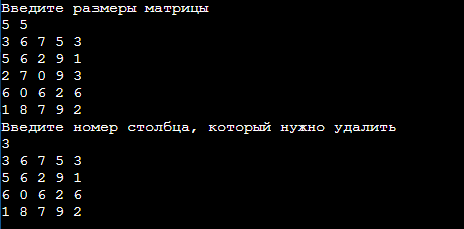 Введите размеры матрицы
5 5
3 6 7 5 3
5 6 2 9 1
2 7 0 9 3
6 0 6 2 6
1 8 7 9 2
Введите номер столбца, который нужно удалить
3
3 6 7 5 3
5 6 2 9 1
6 0 6 2 6
1 8 7 9 2